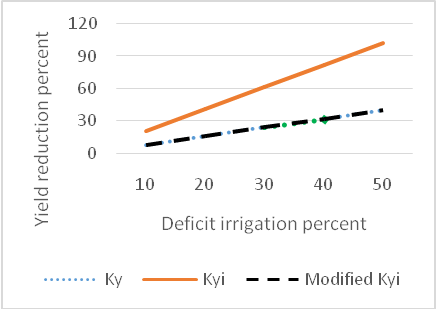 120
90
60
30
0
Yield reduction percent
10 20 30 40 50
Deficit irrigation percent
Ky Kyi Modified Kyi